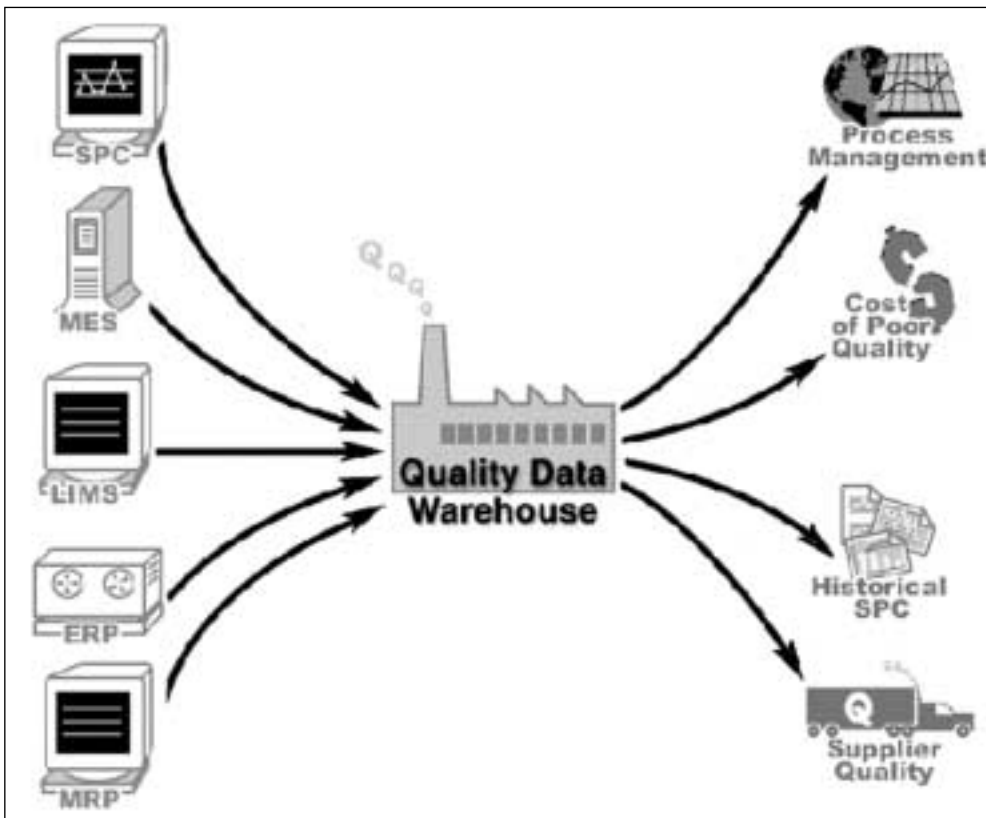 SPC
MES
LIMS
ERP
MRP
Q
Q
Q
Q
Quality Data
Warehouse
Process
Management
Cost
of Poor
Quality
Historical
SPC
Q
Supplier
Quality